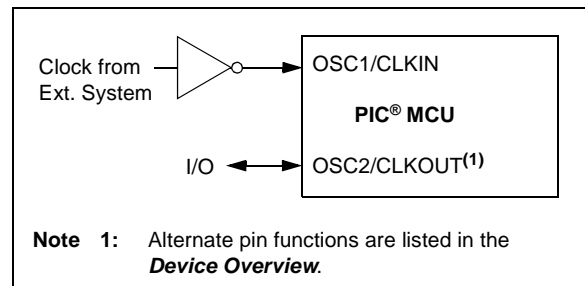 Clock from
Ext. System
OSC1/CLKIN
PIC® MCU
I/O
OSC2/CLKOUT(1)
Note 1: Alternate pin functions are listed in the
Device Overview.